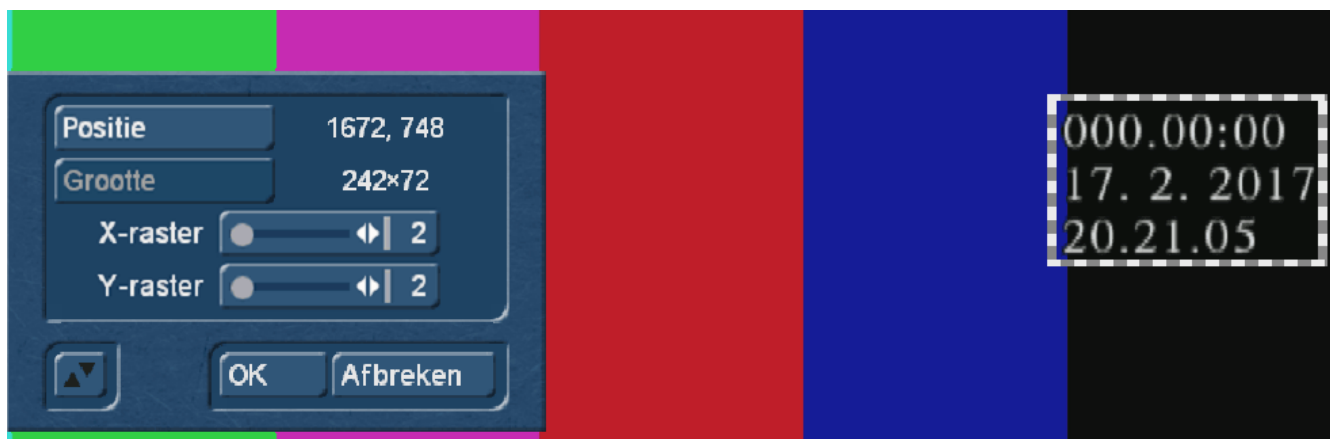 Positie 1672, 748
Grootte 242×72
X-raster 2
Y-raster 2
OK Afbreken
000.00:00
17. 2. 2017
20.21.05